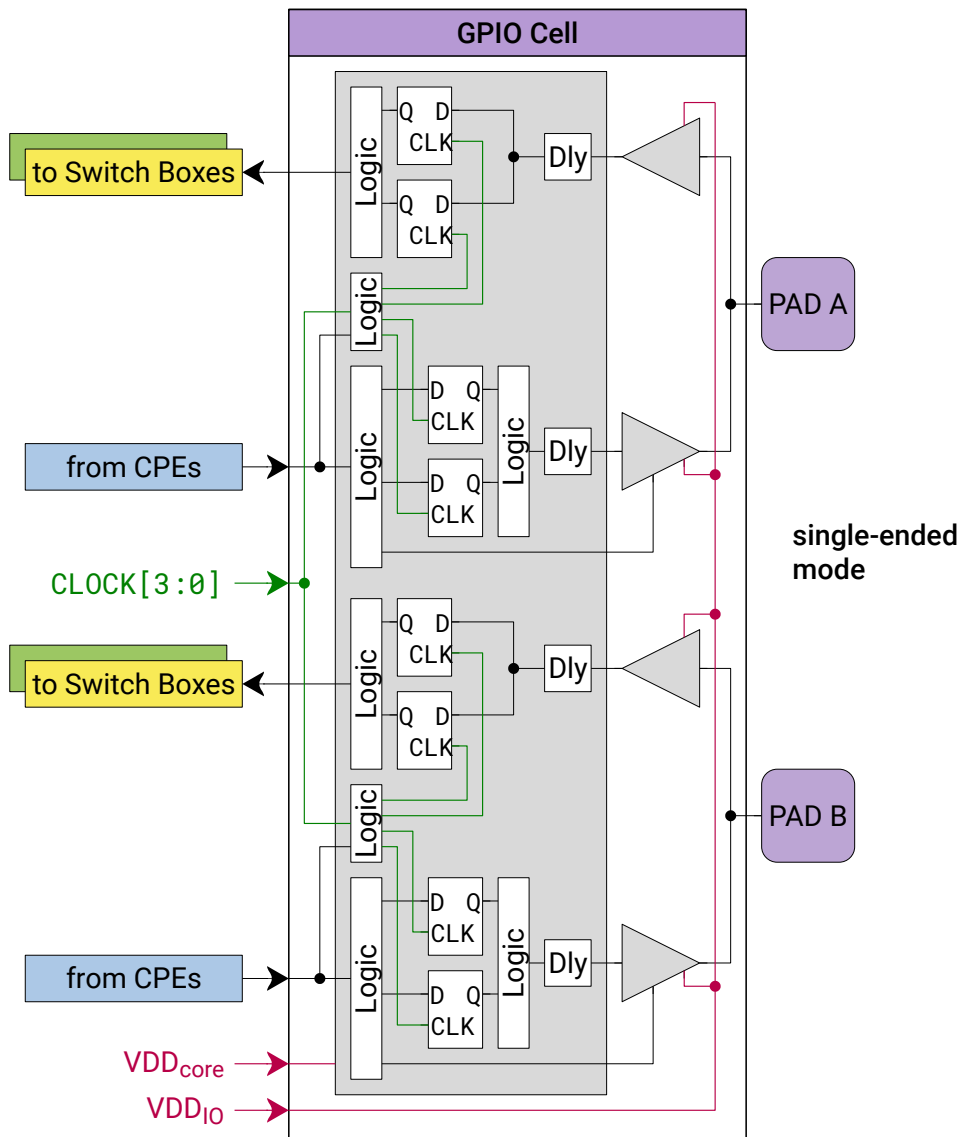 GPIO Cell
Logic
Q D
CLK
Dly
to Switch Boxes
Q D
CLK
Logic
PAD A
Logic
D Q
CLK
Logic
Dly
from CPEs
D Q
CLK
single-ended
mode
CLOCK[3:0]
Logic
Q D
CLK
Dly
to Switch Boxes
Q D
CLK
Logic
PAD B
Logic
D Q
CLK
Logic
Dly
from CPEs
D Q
CLK
VDDcore
VDDIO